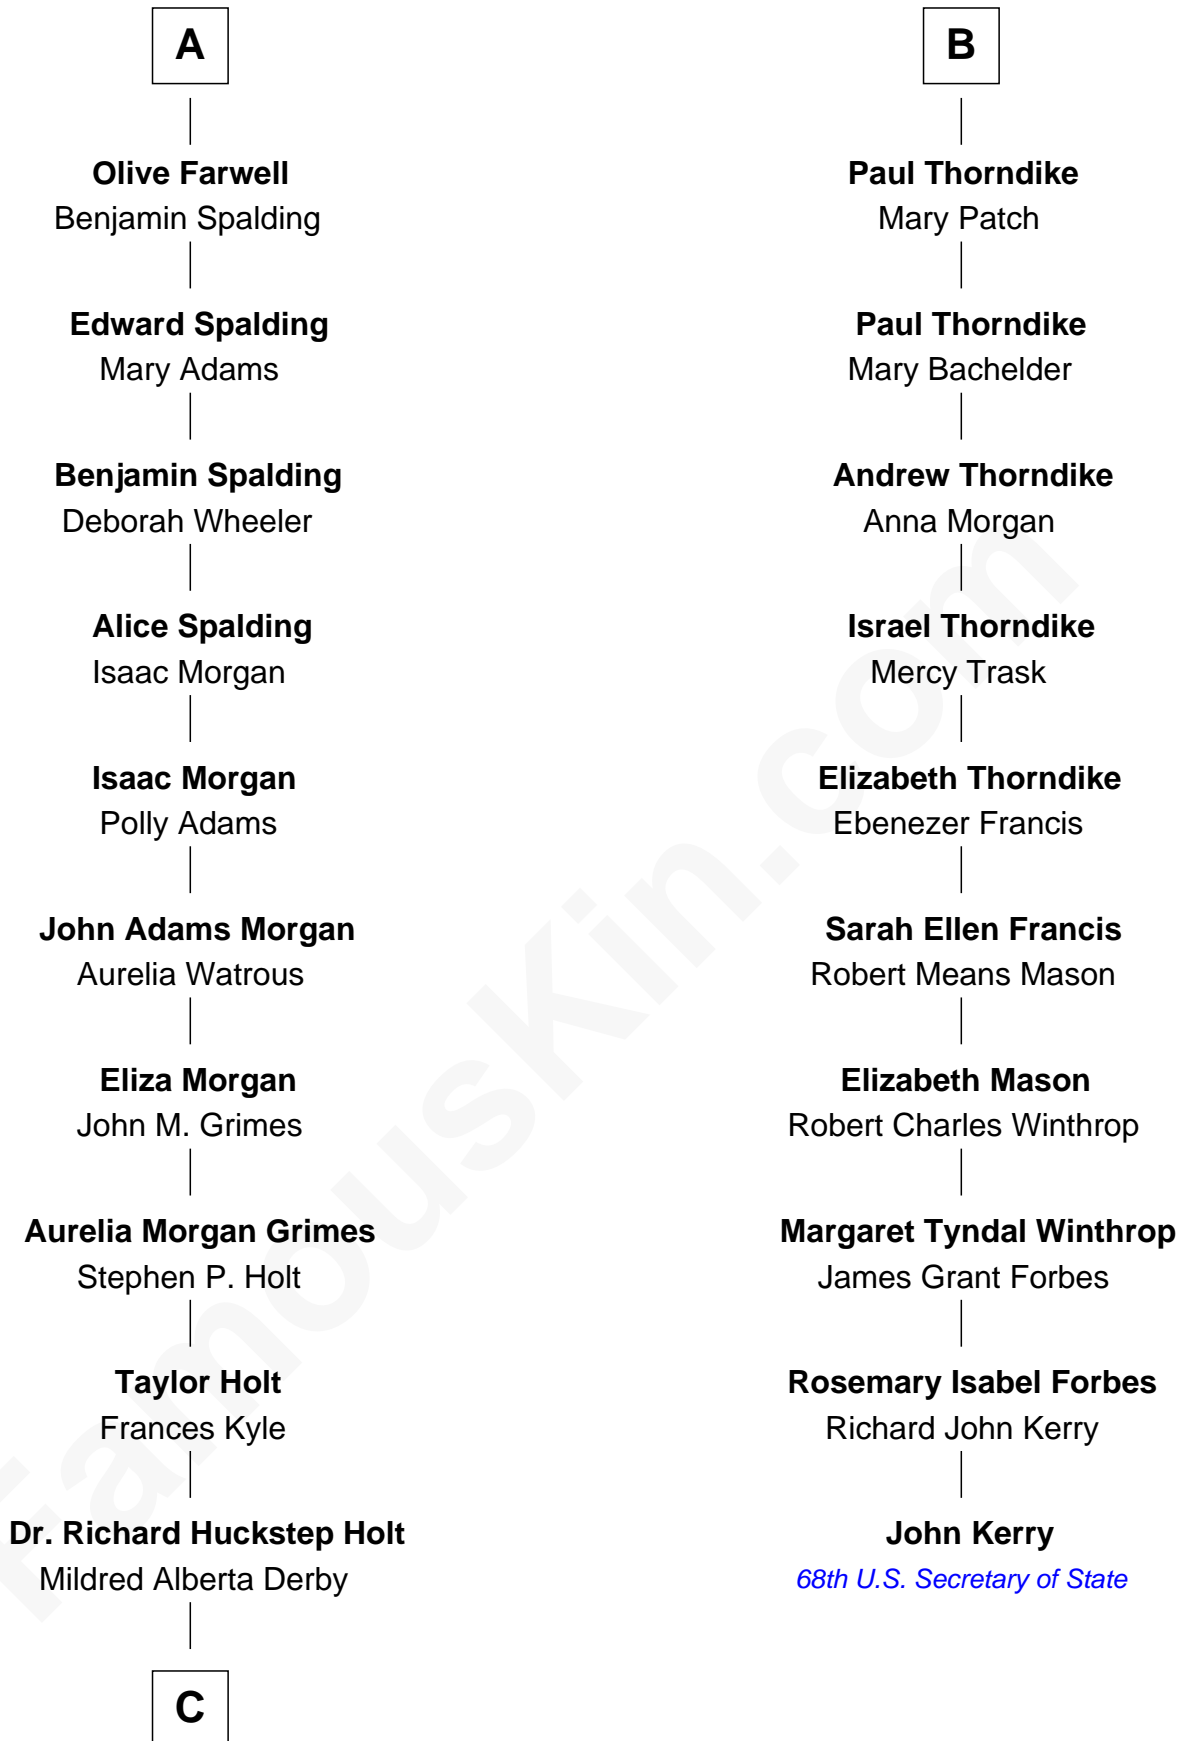 A
Olive Farwell
Benjamin Spalding
Edward Spalding
Mary Adams
Benjamin Spalding
Deborah Wheeler
Alice Spalding
Isaac Morgan
Isaac Morgan
Polly Adams
John Adams Morgan
Aurelia Watrous
Eliza Morgan
John M. Grimes
Aurelia Morgan Grimes
Stephen P. Holt
Taylor Holt
Frances Kyle
Dr. Richard Huckstep Holt
Mildred Alberta Derby
C
B
Paul Thorndike
Mary Patch
Paul Thorndike
Mary Bachelder
Andrew Thorndike
Anna Morgan
Israel Thorndike
Mercy Trask
Elizabeth Thorndike
Ebenezer Francis
Sarah Ellen Francis
Robert Means Mason
Elizabeth Mason
Robert Charles Winthrop
Margaret Tyndal Winthrop
James Grant Forbes
Rosemary Isabel Forbes
Richard John Kerry
John Kerry
68th U.S. Secretary of State
FamousKin.com